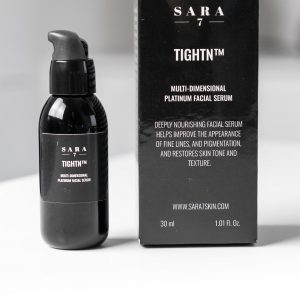 SARA
7
TIGHTN™
MULTI-DIMENSIONAL
PLATINUM FACIAL SERUM
DEEPLY NOURISHING FACIAL SERUM
HELPS IMPROVE THE APPEARANCE
OF FINE LINES, AND PIGMENTATION,
AND RESTORES SKIN TONE AND
TEXTURE.
WWW.SARA7SKIN.COM
30 ml 1.01 fl. Oz.
SARA
7
TIGHTN™
MULTI-DIMENSIONAL
PLATINUM FACIAL SERUM